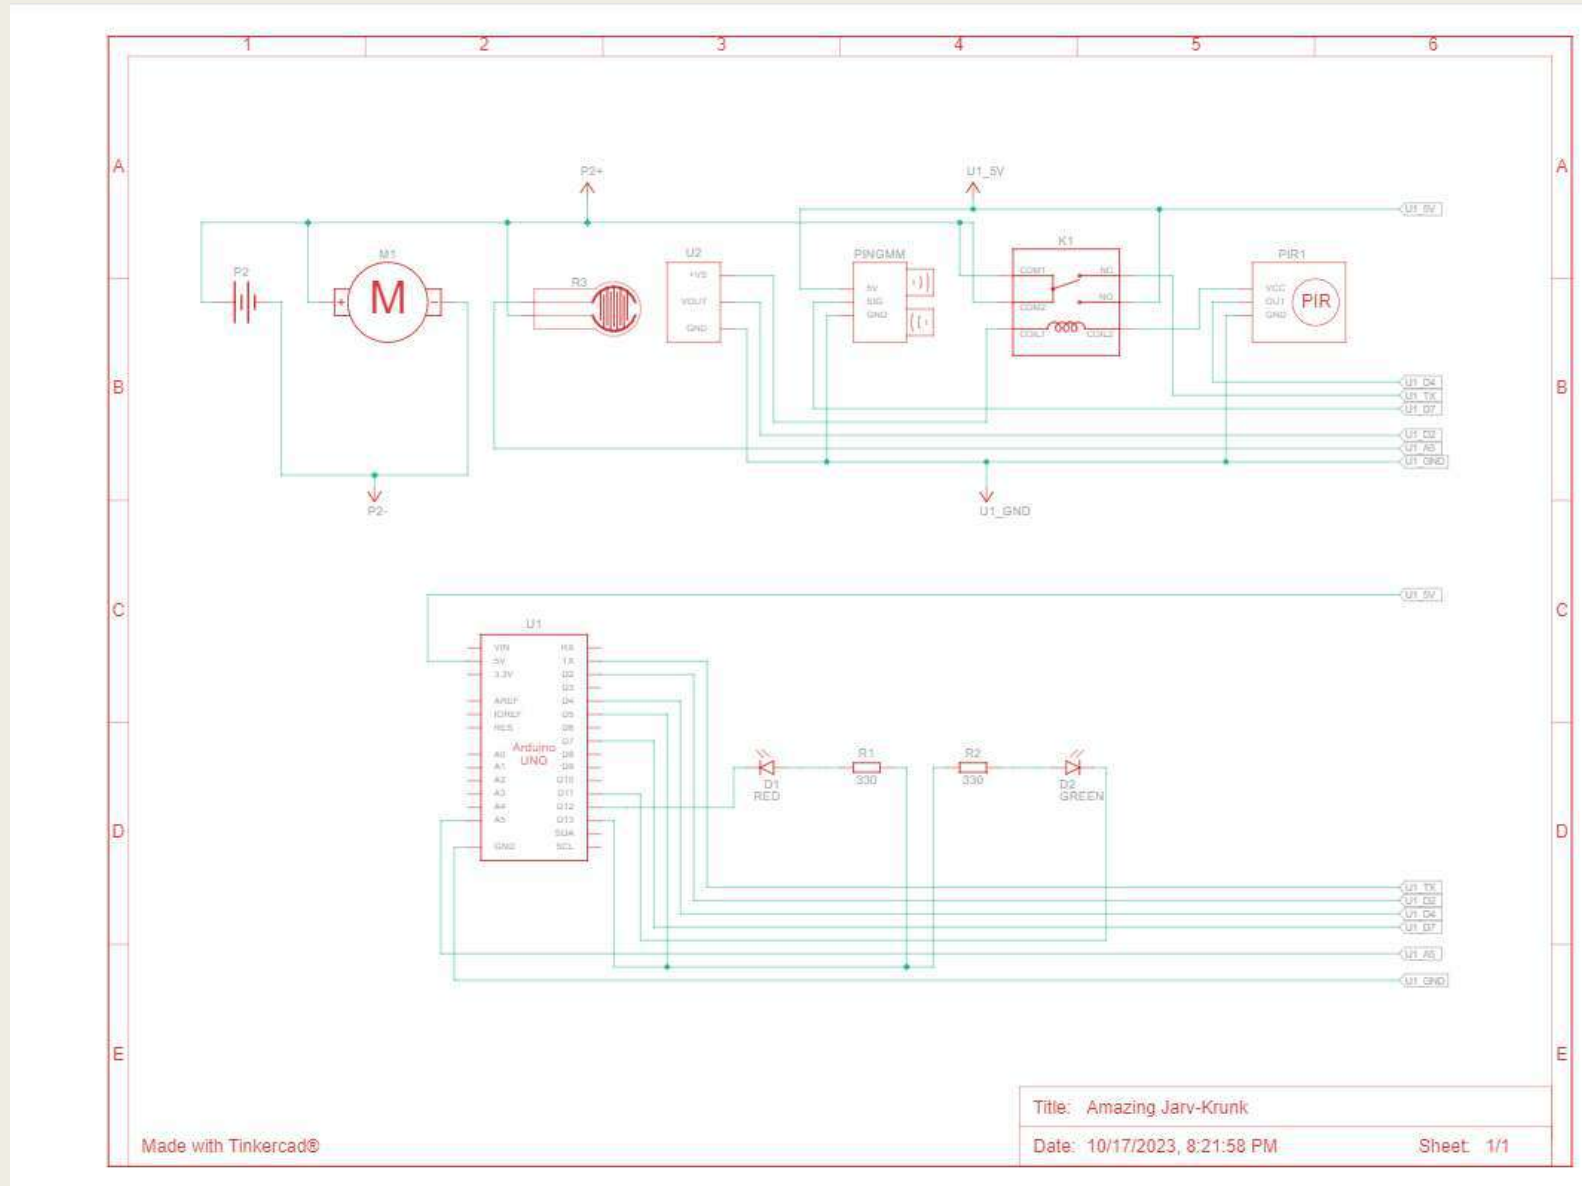 1 2 3 4 5 6
A A
P2+ U1_5V
U1_5V
M1 U2 PINGMM K1 PIR1
P2 R3
+VS 5V COM1 NC VCC
M VOUT SIG COM2 NO OUT PIR
GND GND COIL1 COIL2 GND
+ -
B B
U1_D4
U1_TX
U1_D7
U1_D2
U1_A5
U1_GND
P2- U1_GND
C C
U1_5V
U1
VIN RX
5V TX
3.3V D2
D3
AREF D4
IOREF D5
RES D6
D7
Arduino
UNO
A0 D8
A1 D9
A2 D10
A3 D11
A4 D12
A5 D13
SDA
GND SCL
R1 R2
330 330
D1 D2
RED GREEN
D D
U1_TX
U1_D2
U1_D4
U1_D7
U1_A5
U1_GND
E E
Title: Amazing Jarv-Krunk
Made with Tinkercad®
Date: 10/17/2023, 8:21:58 PM Sheet: 1/1